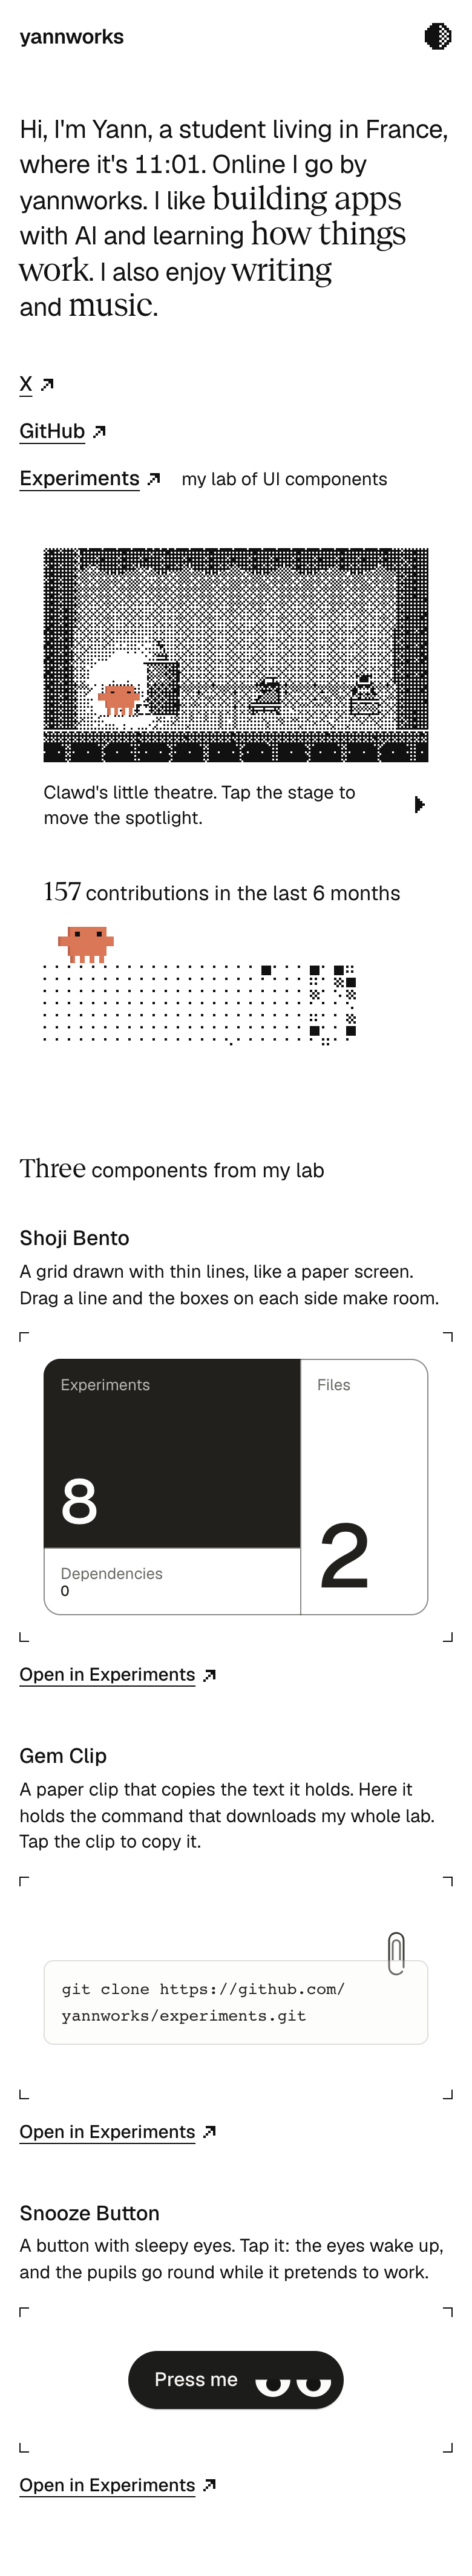 yannworks
Hi, I'm Yann, a student living in France,
where it's 11:01. Online I go by
yannworks. I like building apps
with AI and learning how things
work. I also enjoy writing
and music.
X
GitHub
Experiments my lab of UI components
Clawd's little theatre. Tap the stage to
move the spotlight.
157 contributions in the last 6 months
Three components from my lab
Shoji Bento
A grid drawn with thin lines, like a paper screen.
Drag a line and the boxes on each side make room.
Experiments
8
Files
2
Dependencies
0
Open in Experiments
Gem Clip
A paper clip that copies the text it holds. Here it
holds the command that downloads my whole lab.
Tap the clip to copy it.
git clone https://github.com/
yannworks/experiments.git
Open in Experiments
Snooze Button
A button with sleepy eyes. Tap it: the eyes wake up,
and the pupils go round while it pretends to work.
Press me
Open in Experiments